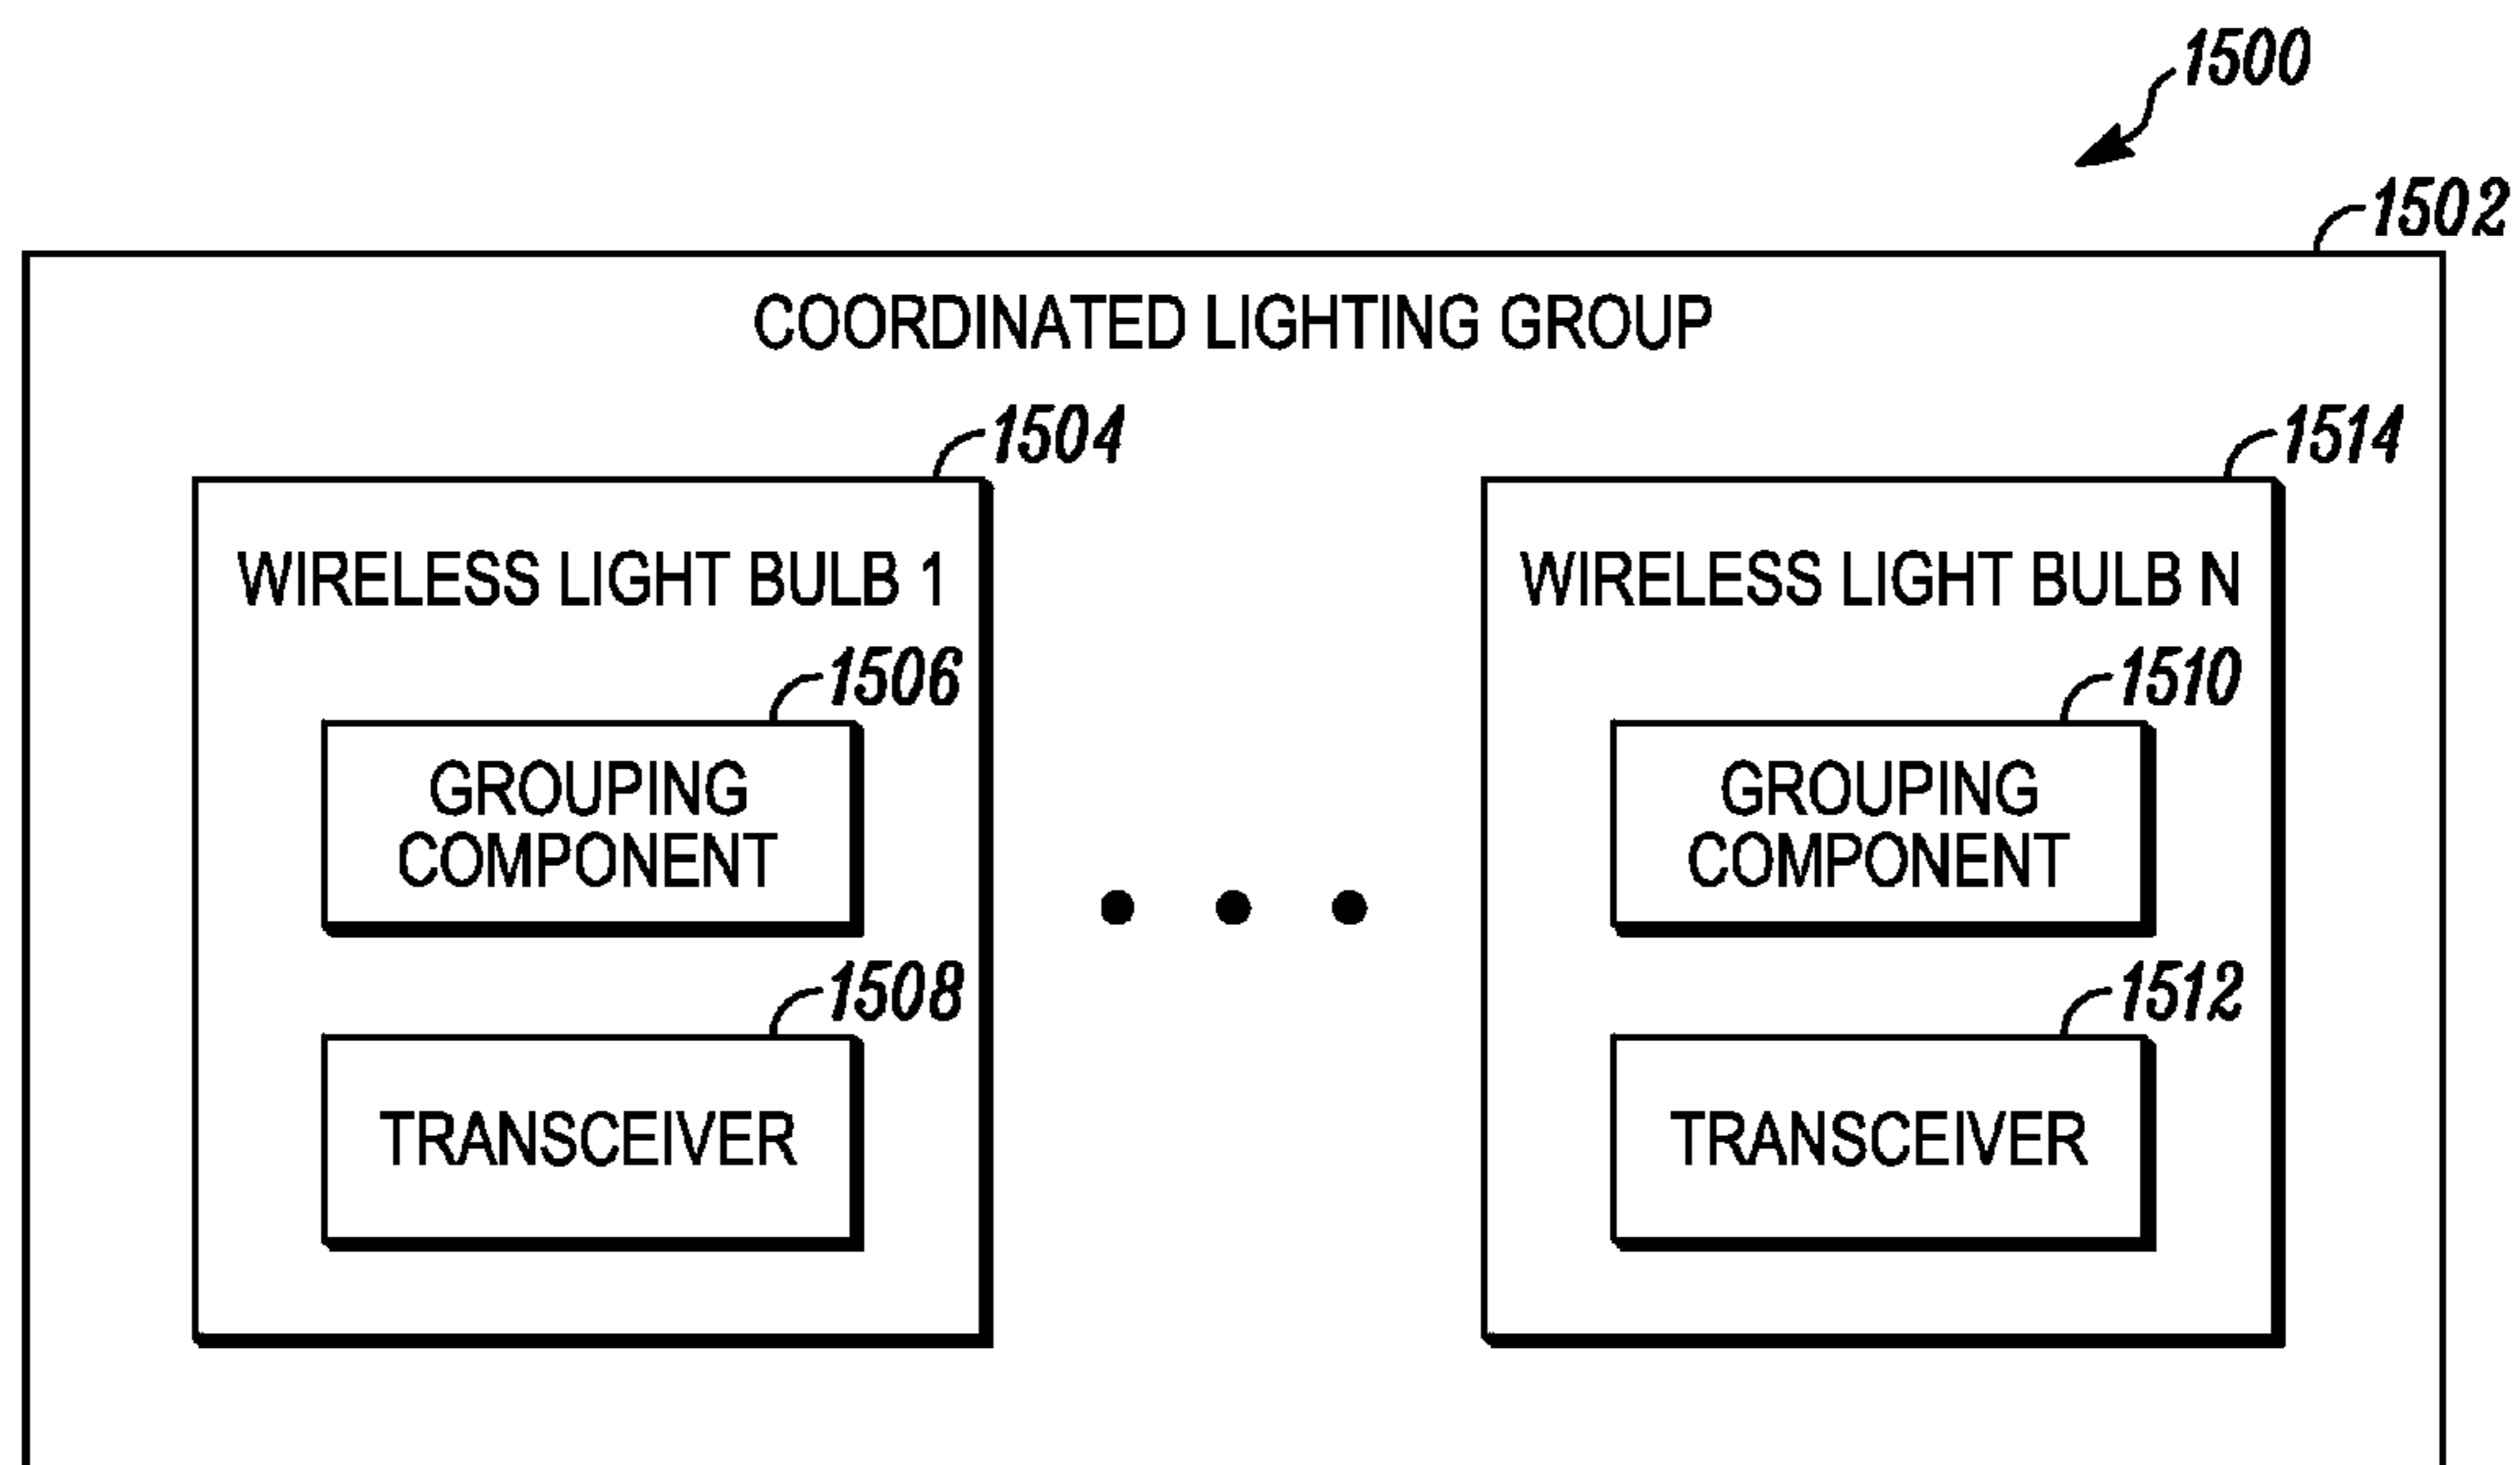 1500
1502
COORDINATED LIGHTING GROUP
1504
1514
WIRELESS LIGHT BULB 1
WIRELESS LIGHT BULB N
1506
1510
GROUPING
COMPONENT
GROUPING
COMPONENT
1508
1512
TRANSCEIVER
TRANSCEIVER